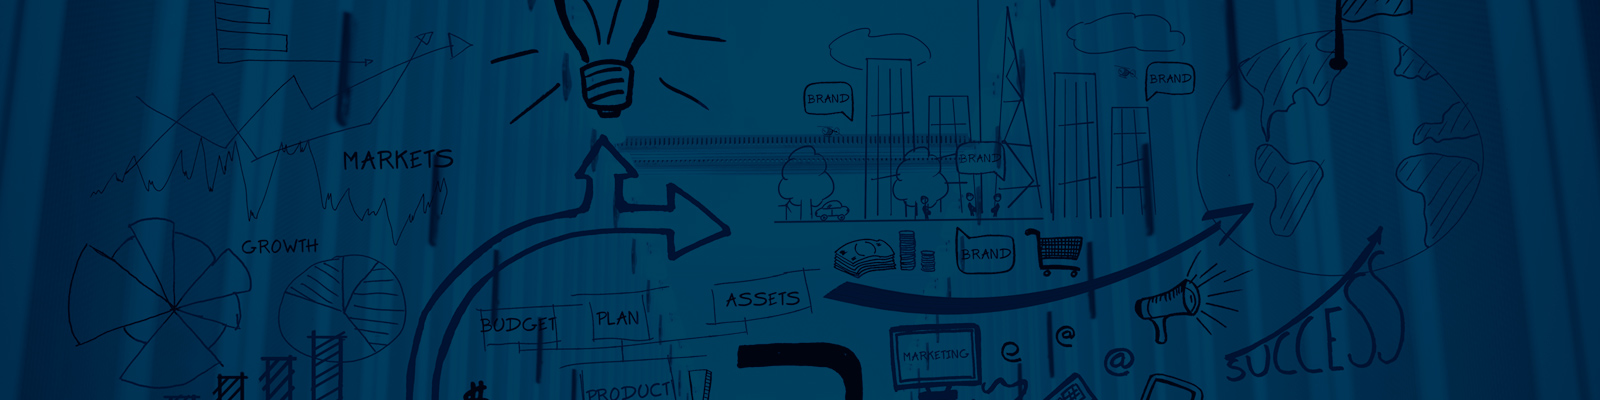 BRAND
BRAND
MARKETS
BRAND
GROWTH
BRAND
ASSETS
BUDGET
PLAN
MARKETING
e
@
@
SUCCESS
PRODUCT
$